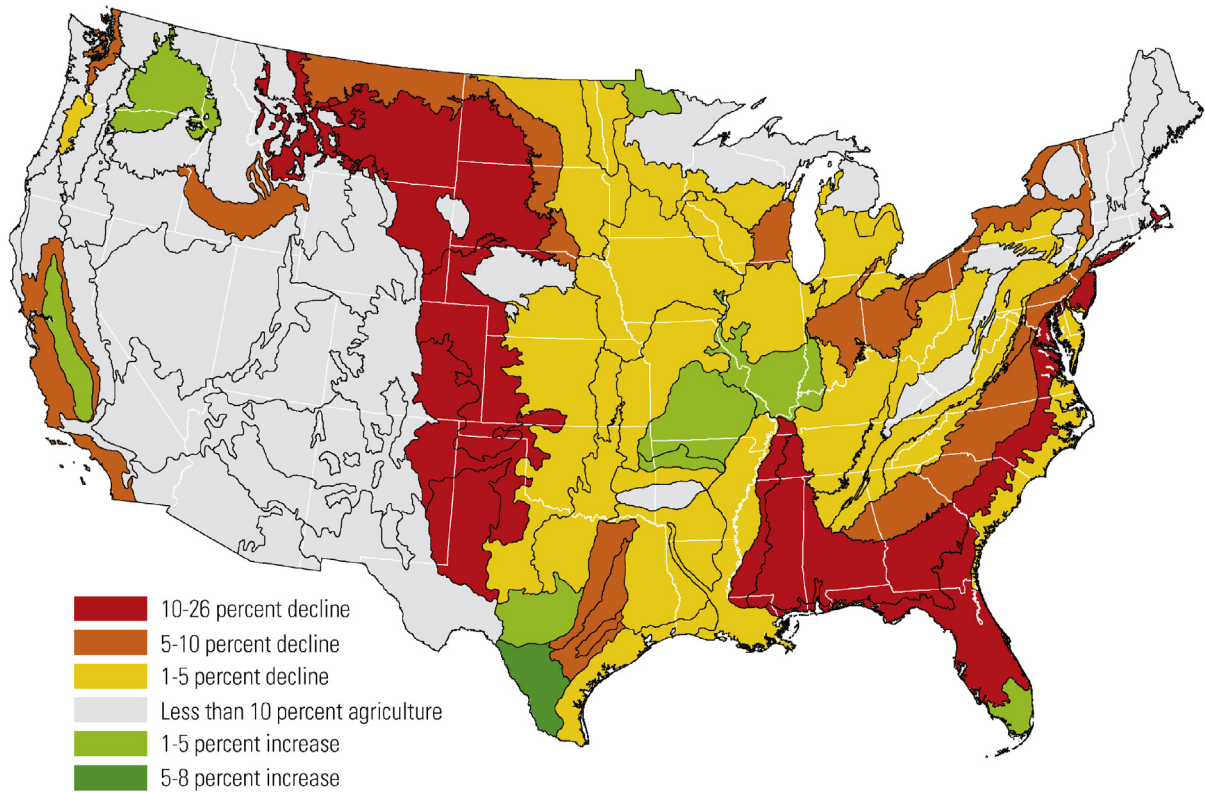 10-26 percent decline
5-10 percent decline
1-5 percent decline
Less than 10 percent agriculture
1-5 percent increase
5-8 percent increase